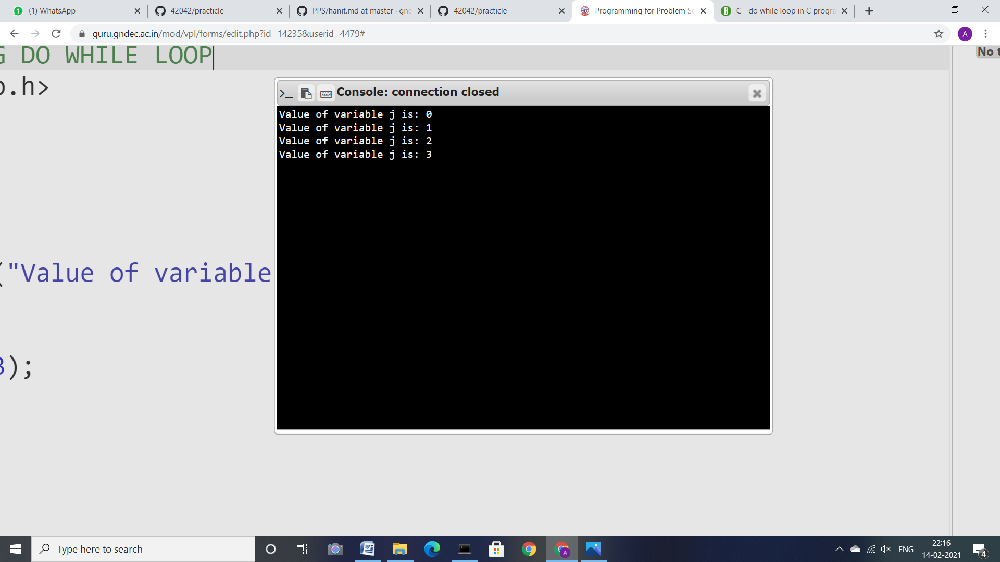 (1) WhatsApp
42042/practicle
PPS/hanit.md at master · gne
42042/practicle
Programming for Problem So
C - do while loop in C progra
guru.gndec.ac.in/mod/vpl/forms/edit.php?id=14235&userid=4479#
A
G DO WHILE LOOP
No t
o.h>
>_ Console: connection closed
Value of variable j is: 0
Value of variable j is: 1
Value of variable j is: 2
Value of variable j is: 3
("Value of variable
3);
Type here to search
ENG
22:16
14-02-2021
4